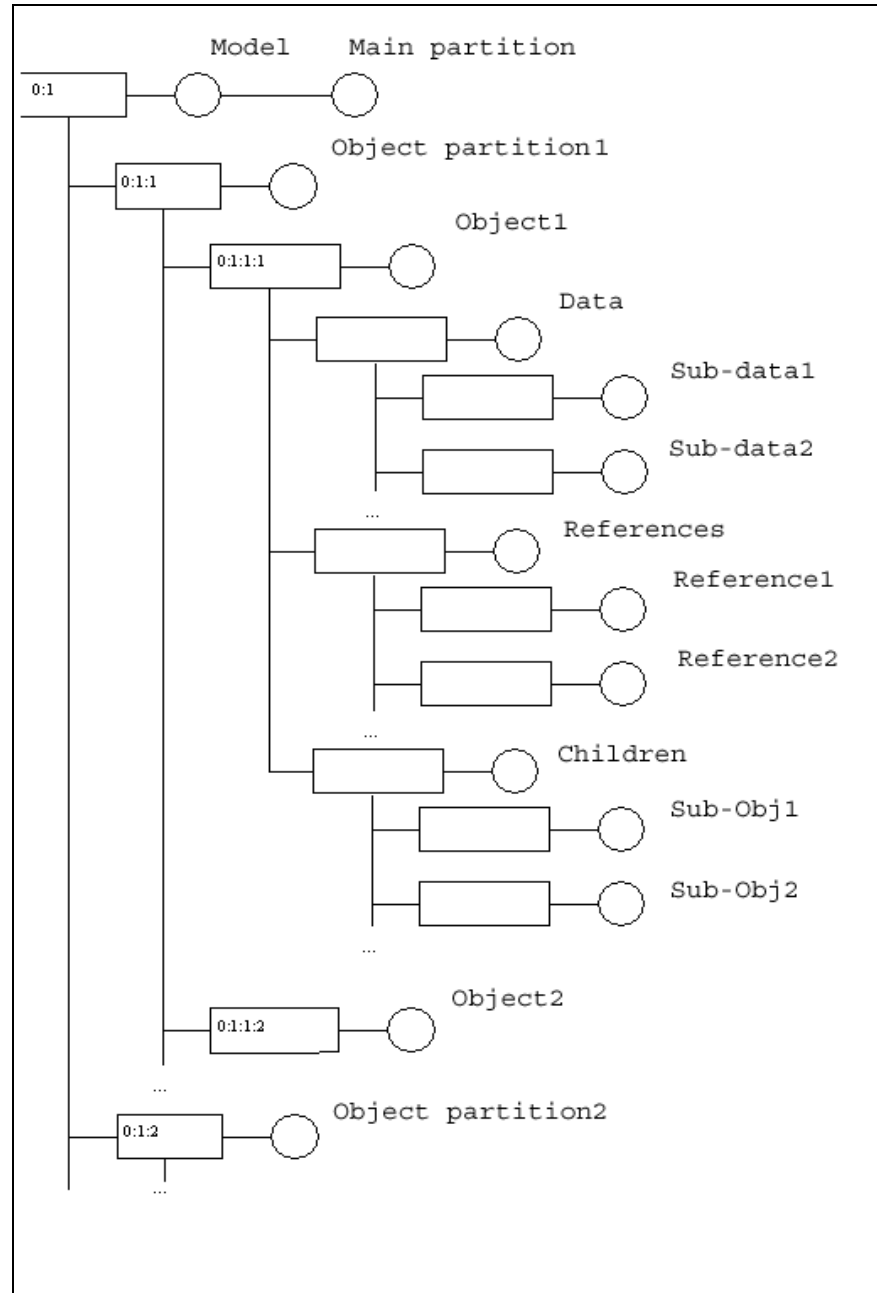 Model Main partition
0:1
Object partition1
0:1:1
Object1
0:1:1:1
Data
Sub-data1
Sub-data2
...
References
Reference1
Reference2
...
Children
Sub-Obj1
Sub-Obj2
...
Object2
0:1:1:2
...
Object partition2
0:1:2
...